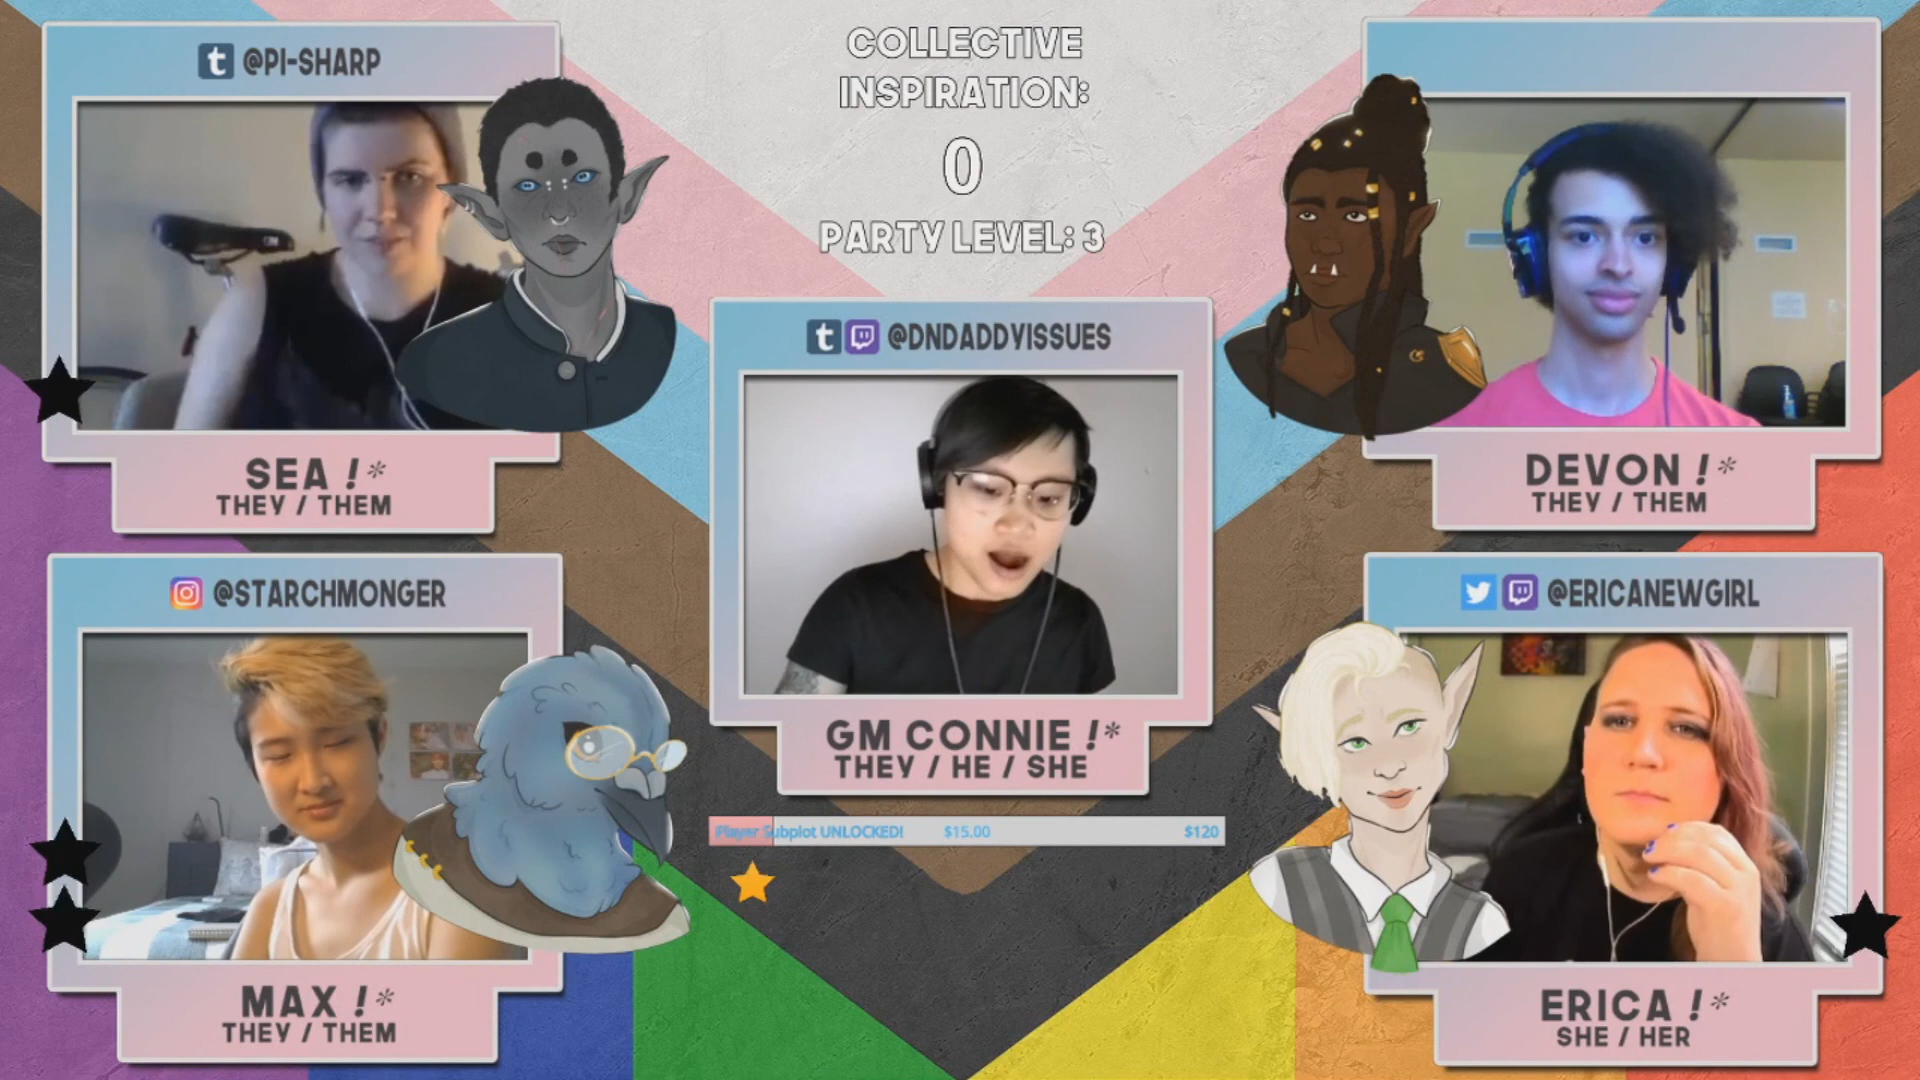 COLLECTIVE
INSPIRATION:
0
PARTY LEVEL: 3
@PI-SHARP
SEA !*
THEY / THEM
DEVON !*
THEY / THEM
@DNDADDYISSUES
GM CONNIE !*
THEY / HE / SHE
Player Subplot UNLOCKED! $15.00 $120
@STARCHMONGER
MAX !*
THEY / THEM
@ERICANEWGIRL
ERICA !*
SHE / HER